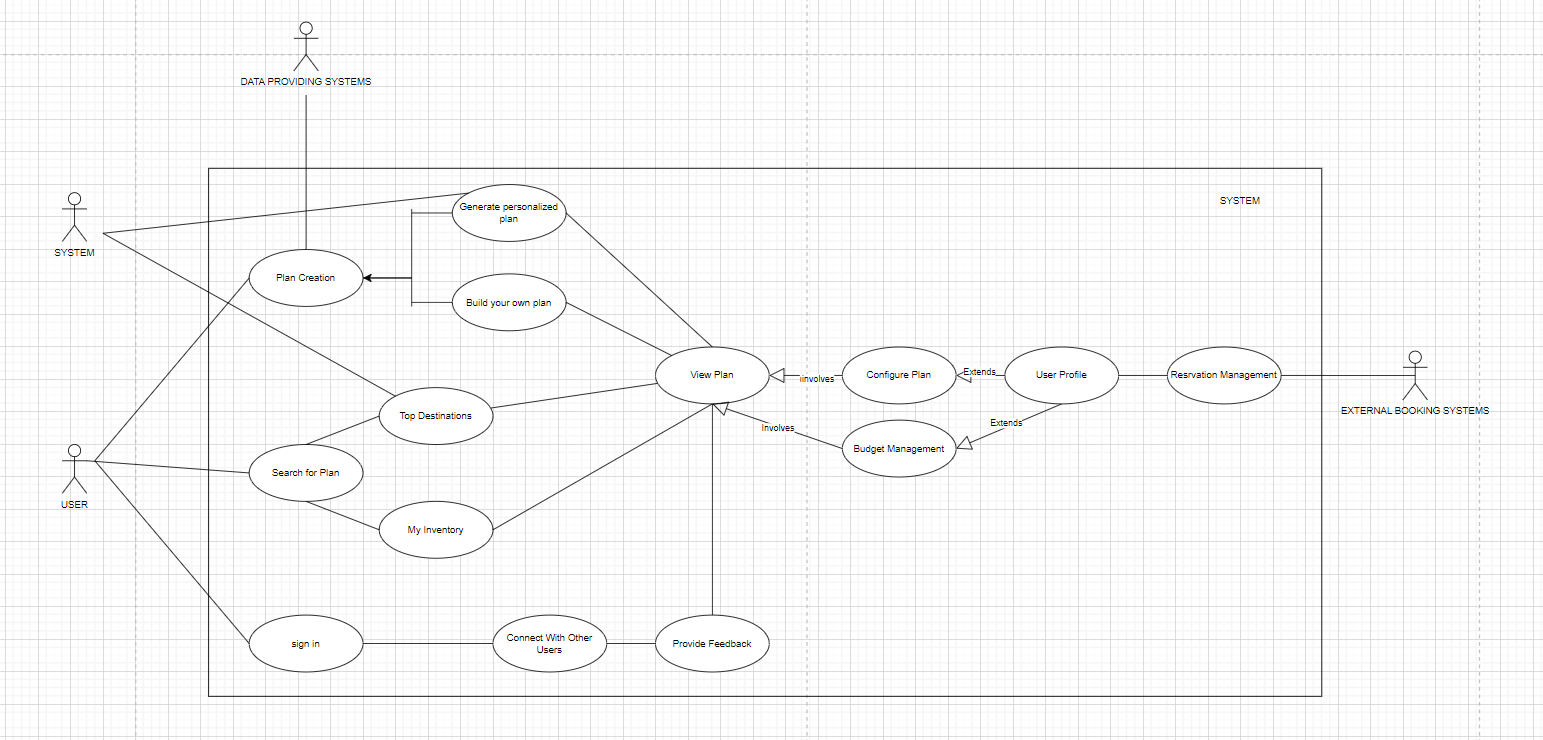 DATA PROVIDING SYSTEMS
SYSTEM
SYSTEM
Generate personalized
plan
Plan Creation
Build your own plan
View Plan
iinvolves
Configure Plan
Extends
User Profile
Resrvation Management
EXTERNAL BOOKING SYSTEMS
Top Destinations
Involves
Extends
Budget Management
Search for Plan
USER
My Inventory
sign in
Connect With Other
Users
Provide Feedback